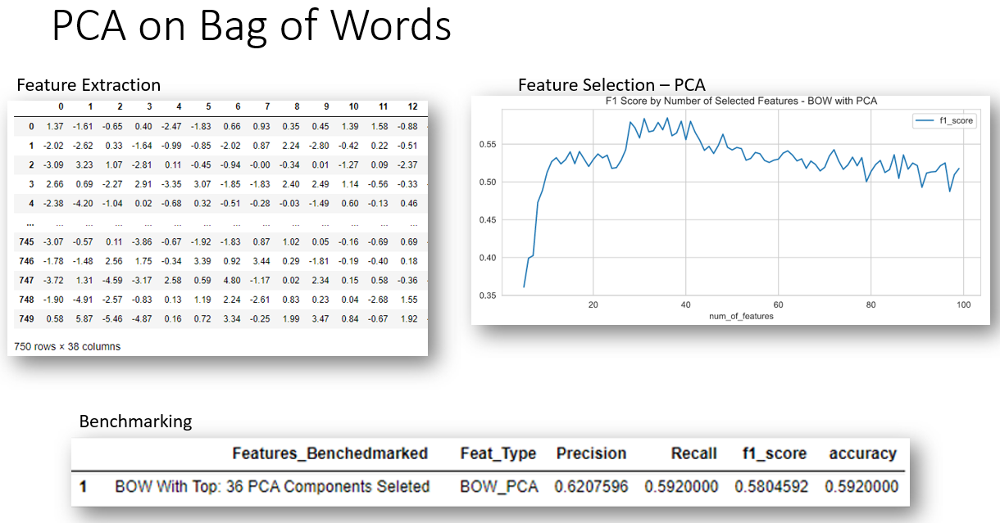 PCA on Bag of Words
Feature Extraction
0 1 2 3 4 5 6 7 8 9 10 11 12
0 1.37 -1.61 -0.65 0.40 -2.47 -1.83 0.66 0.93 0.35 0.45 1.39 1.58 -0.88
1 -2.02 -2.62 0.33 -1.64 -0.99 -0.85 -2.02 0.87 2.24 -2.80 -0.42 0.22 -0.51
2 -3.09 3.23 1.07 -2.81 0.11 -0.45 -0.94 -0.00 -0.34 0.01 -1.27 0.09 -2.37
3 2.66 0.69 -2.27 2.91 -3.35 3.07 -1.85 -1.83 2.40 2.49 1.14 -0.56 -0.33
4 -2.38 -4.20 -1.04 0.02 -0.68 0.32 -0.51 -0.28 -0.03 -1.49 0.60 -0.13 0.46
... ... ... ... ... ... ... ... ... ... ... ... ... ...
745 -3.07 -0.57 0.11 -3.86 -0.67 -1.92 -1.83 0.87 1.02 0.05 -0.16 -0.69 0.69
746 -1.78 -1.48 2.56 1.75 -0.34 3.39 0.92 3.44 0.29 -1.81 -0.19 -0.40 0.18
747 -3.72 1.31 -4.59 -3.17 2.58 0.59 4.80 -1.17 0.02 2.34 0.15 0.58 -0.36
748 -1.90 -4.91 -2.57 -0.83 0.13 1.19 2.24 -2.61 0.83 0.23 0.04 -2.68 1.55
749 0.58 5.87 -5.46 -4.87 0.16 0.72 3.34 -0.25 1.99 3.47 0.84 -0.67 1.92
750 rows × 38 columns
Feature Selection – PCA
F1 Score by Number of Selected Features - BOW with PCA
f1_score
0.55
0.50
0.45
0.40
0.35
20 40 60 80 100
num_of_features
Benchmarking
Features_Benchedmarked Feat_Type Precision Recall f1_score accuracy
1 BOW With Top: 36 PCA Components Seleted BOW_PCA 0.6207596 0.5920000 0.5804592 0.5920000